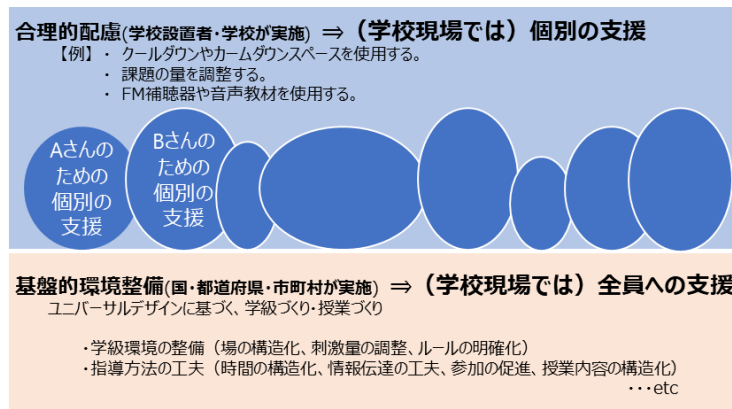 合理的配慮(学校設置者・学校が実施) ⇒（学校現場では）個別の支援
【例】・ クールダウンやカームダウンスペースを使用する。
・ 課題の量を調整する。
・ FM補聴器や音声教材を使用する。
Aさんの
ための
個別の
支援
Bさんの
ための
個別の
支援
基盤的環境整備(国・都道府県・市町村が実施) ⇒（学校現場では）全員への支援
ユニバーサルデザインに基づく、学級づくり・授業づくり
・学級環境の整備（場の構造化、刺激量の調整、ルールの明確化）
・指導方法の工夫（時間の構造化、情報伝達の工夫、参加の促進、授業内容の構造化）
・・・etc